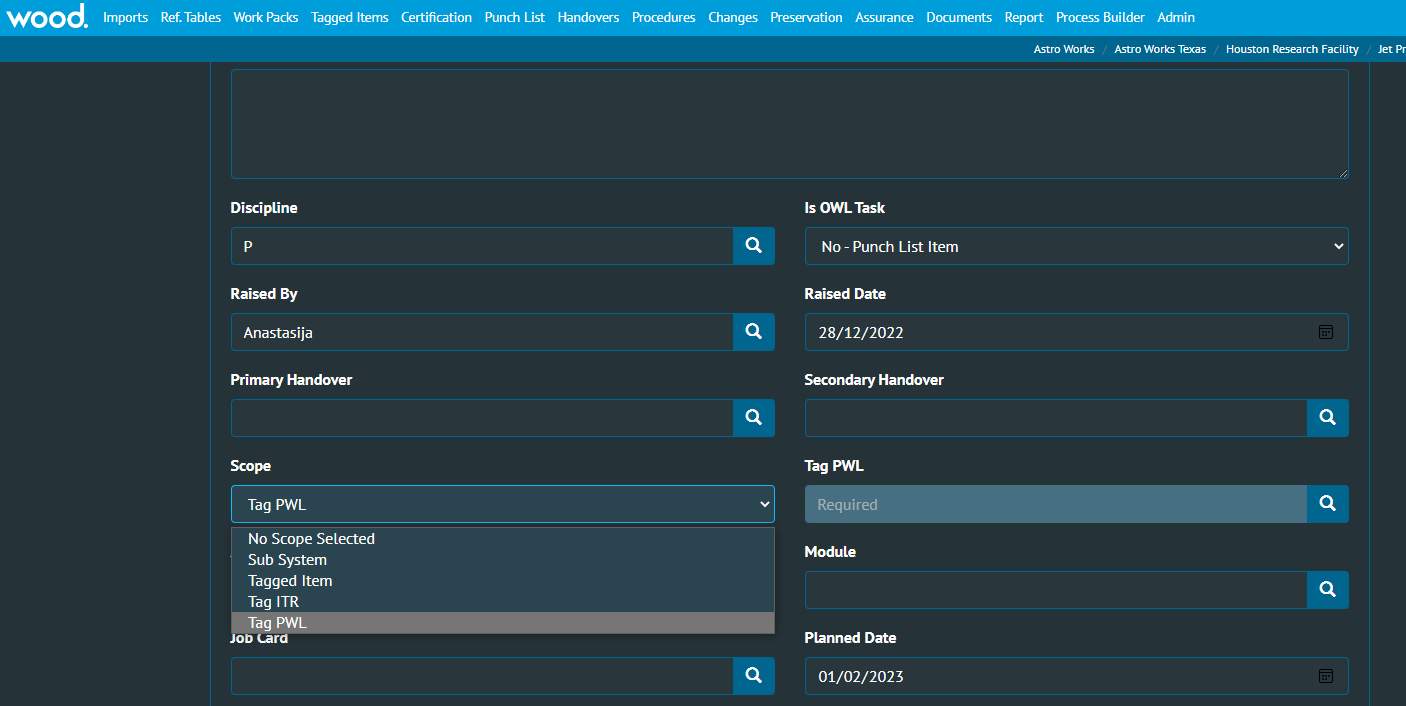 wood.
Imports Ref. Tables Work Packs Tagged Items Certification Punch List Handovers Procedures Changes Preservation Assurance Documents Report Process Builder Admin
Astro Works / Astro Works Texas / Houston Research Facility / Jet Pr
Discipline
Is OWL Task
P
No - Punch List Item
Raised By
Raised Date
Anastasija
28/12/2022
Primary Handover
Secondary Handover
Scope
Tag PWL
Tag PWL
Required
No Scope Selected
Sub System
Tagged Item
Tag ITR
Tag PWL
Module
Job Card
Planned Date
01/02/2023